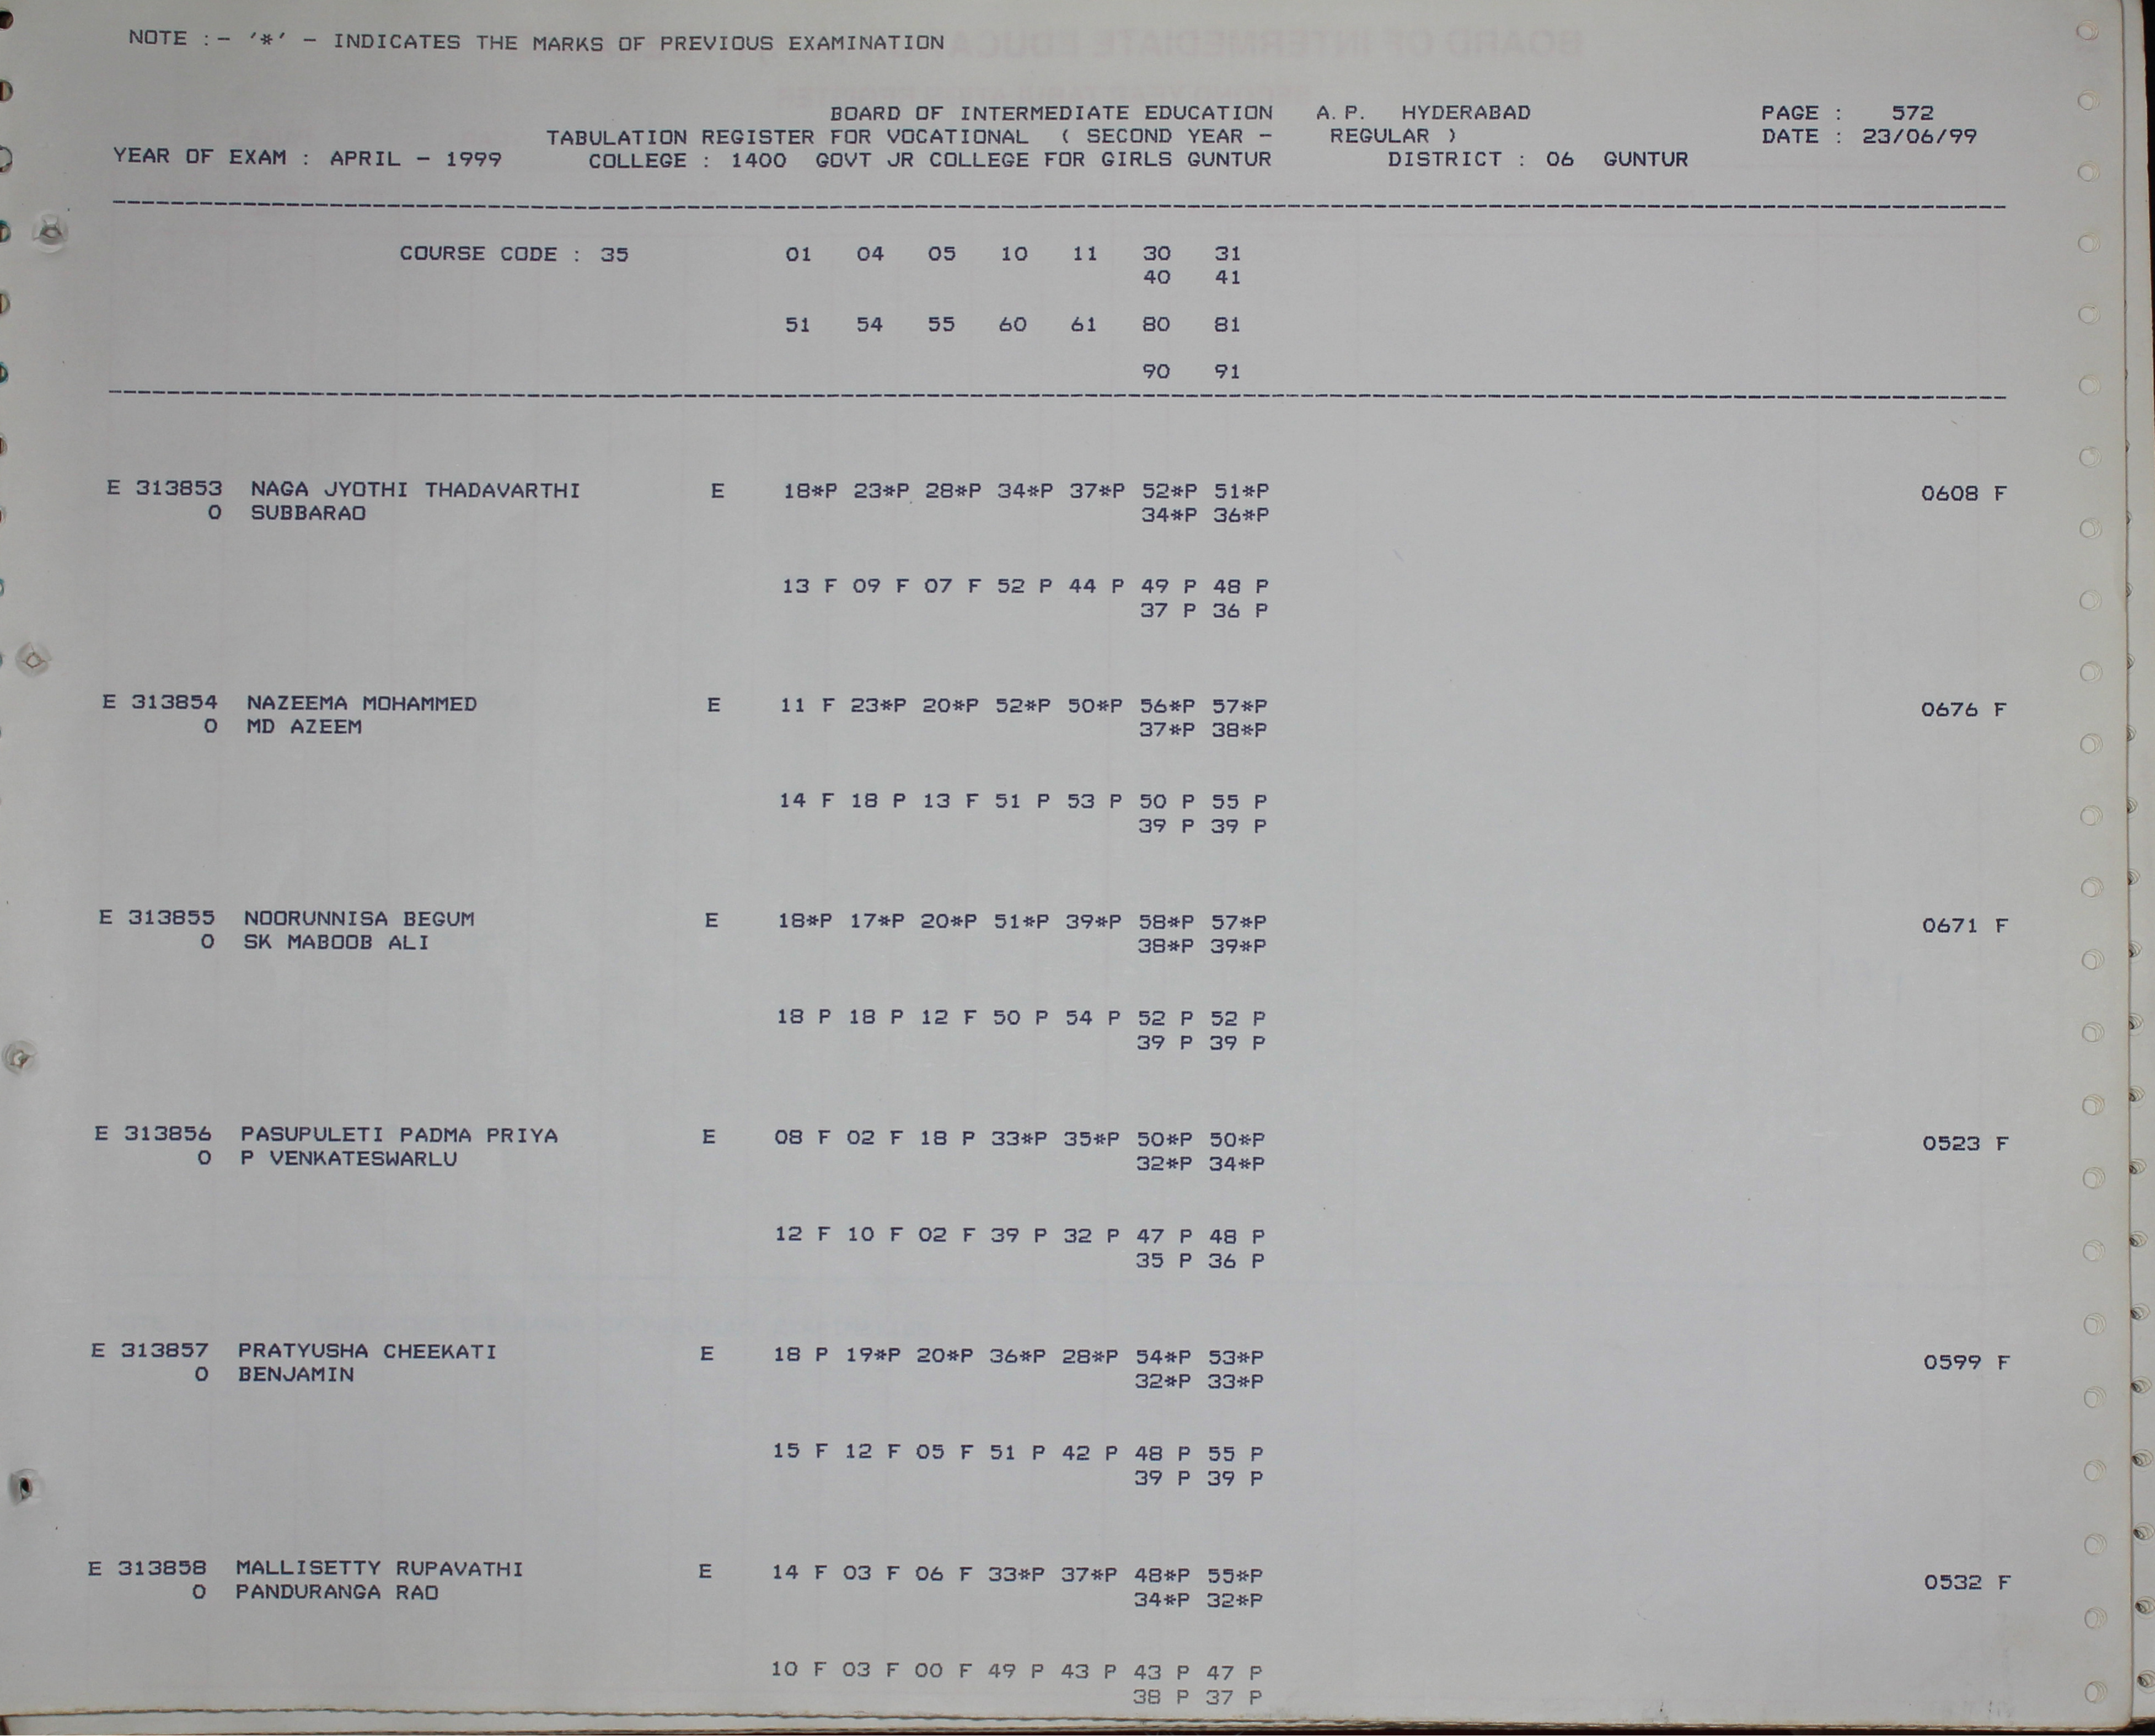 NOTE :- '*' - INDICATES THE MARKS OF PREVIOUS EXAMINATION
BOARD OF INTERMEDIATE EDUCATION A.P. HYDERABAD PAGE : 572
TABULATION REGISTER FOR VOCATIONAL ( SECOND YEAR - REGULAR ) DATE : 23/06/99
YEAR OF EXAM : APRIL - 1999 COLLEGE : 1400 GOVT JR COLLEGE FOR GIRLS GUNTUR DISTRICT : 06 GUNTUR
COURSE CODE : 35 01 04 05 10 11 30 31
40 41
51 54 55 60 61 80 81
90 91
E 313853 NAGA JYOTHI THADAVARTHI E 18*P 23*P 28*P 34*P 37*P 52*P 51*P 0608 F
0 SUBBARAO 34*P 36*P
13 F 09 F 07 F 52 P 44 P 49 P 48 P
37 P 36 P
E 313854 NAZEEMA MOHAMMED E 11 F 23*P 20*P 52*P 50*P 56*P 57*P 0676 F
0 MD AZEEM 37*P 38*P
14 F 18 P 13 F 51 P 53 P 50 P 55 P
39 P 39 P
E 313855 NOORUNNISA BEGUM E 18*P 17*P 20*P 51*P 39*P 58*P 57*P 0671 F
0 SK MABOOB ALI 38*P 39*P
18 P 18 P 12 F 50 P 54 P 52 P 52 P
39 P 39 P
E 313856 PASUPULETI PADMA PRIYA E 08 F 02 F 18 P 33*P 35*P 50*P 50*P 0523 F
0 P VENKATESWARLU 32*P 34*P
12 F 10 F 02 F 39 P 32 P 47 P 48 P
35 P 36 P
E 313857 PRATYUSHA CHEEKATI E 18 P 19*P 20*P 36*P 28*P 54*P 53*P 0599 F
0 BENJAMIN 32*P 33*P
15 F 12 F 05 F 51 P 42 P 48 P 55 P
39 P 39 P
E 313858 MALLISETTY RUPAVATHI E 14 F 03 F 06 F 33*P 37*P 48*P 55*P 0532 F
0 PANDURANGA RAO 34*P 32*P
10 F 03 F 00 F 49 P 43 P 43 P 47 P
38 P 37 P